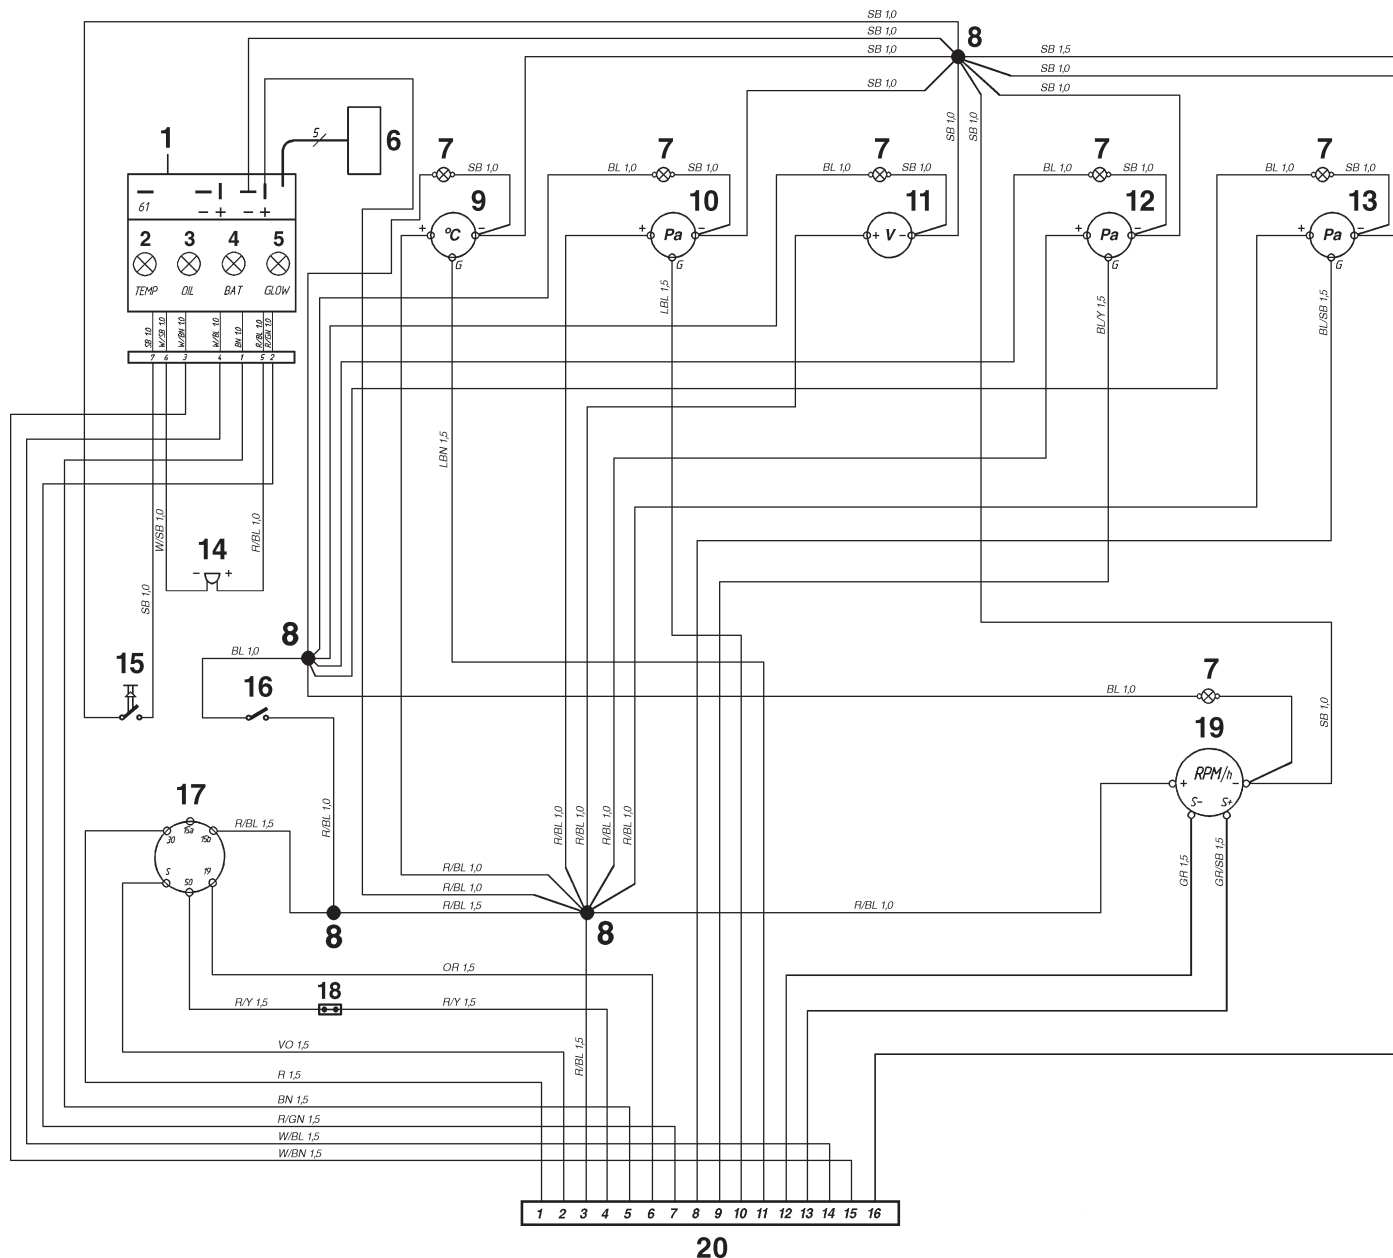 SB 1,0
SB 1,0
8
SB 1,0
SB 1,5
SB 1,0
SB 1,0
SB 1,0
SB 1,0
SB 1,0
1
5
6
7
SB 1,0
BL 1,0
7
SB 1,0
BL 1,0
7
SB 1,0
BL 1,0
7
SB 1,0
BL 1,0
7
SB 1,0
61
− + − +
9
10
11
12
13
2
3
4
5
TEMP
OIL
BAT
GLOW
+ °C −
G
+ Pa −
G
+ V −
+ Pa −
G
+ Pa −
G
SB 1,0
W/SB 1,0
W/BN 1,0
W/BL 1,0
BN 1,0
R/BL 1,0
R/GN 1,0
7 6 3 4 1 5 2
LBL 1,5
BL/Y 1,5
BL/SB 1,5
LBN 1,5
W/SB 1,0
R/BL 1,0
14
− +
SB 1,0
8
BL 1,0
15
16
7
BL 1,0
SB 1,0
19
+ RPM/h −
S− S+
17
R/BL 1,5
30
15a
15b
S
50
19
R/BL 1,0
R/BL 1,0
R/BL 1,0
R/BL 1,0
R/BL 1,0
R/BL 1,0
R/BL 1,0
R/BL 1,5
R/BL 1,0
GR 1,5
GR/SB 1,5
8
8
OR 1,5
18
R/Y 1,5
R/Y 1,5
VO 1,5
R/BL 1,5
R 1,5
BN 1,5
R/GN 1,5
W/BL 1,5
W/BN 1,5
1 2 3 4 5 6 7 8 9 10 11 12 13 14 15 16
20